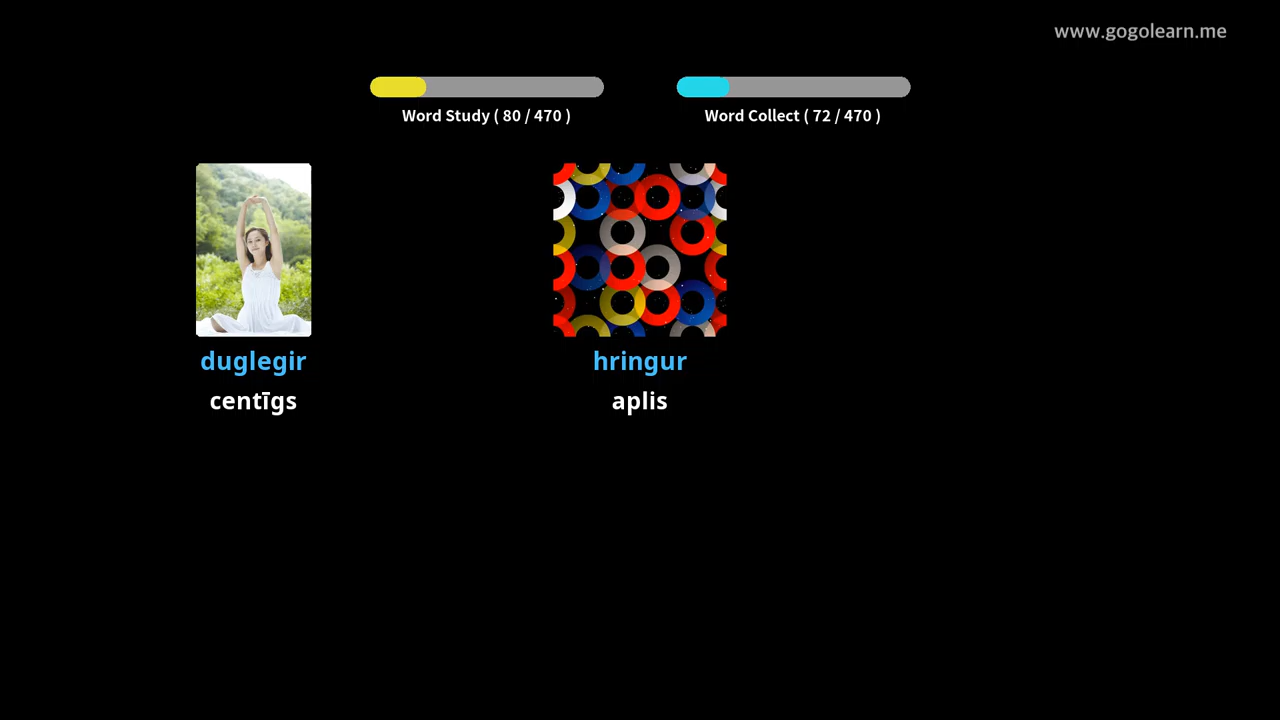 www.gogolearn.me
Word Study ( 80 / 470 )
Word Collect ( 72 / 470 )
duglegir
centīgs
hringur
aplis